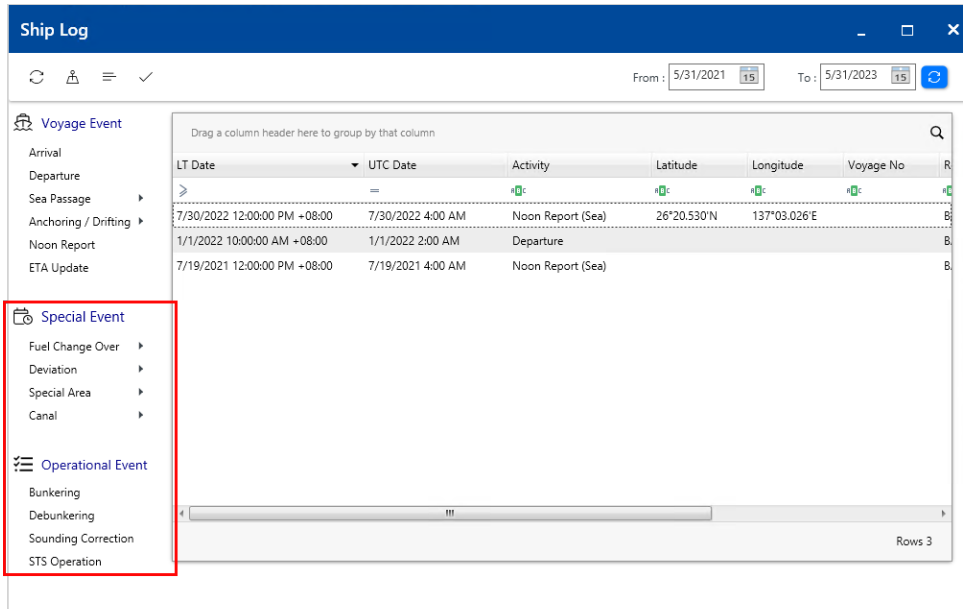 Ship Log
From : 5/31/2021 15 To : 5/31/2023 15
Voyage Event
Arrival
Departure
Sea Passage
Anchoring / Drifting
Noon Report
ETA Update
Special Event
Fuel Change Over
Deviation
Special Area
Canal
Operational Event
Bunkering
Debunkering
Sounding Correction
STS Operation
Drag a column header here to group by that column
LT Date UTC Date Activity Latitude Longitude Voyage No R
≥ = ABC ABC ABC ABC
7/30/2022 12:00:00 PM +08:00 7/30/2022 4:00 AM Noon Report (Sea) 26°20.530'N 137°03.026'E B
1/1/2022 10:00:00 AM +08:00 1/1/2022 2:00 AM Departure B
7/19/2021 12:00:00 PM +08:00 7/19/2021 4:00 AM Noon Report (Sea) B
Rows 3